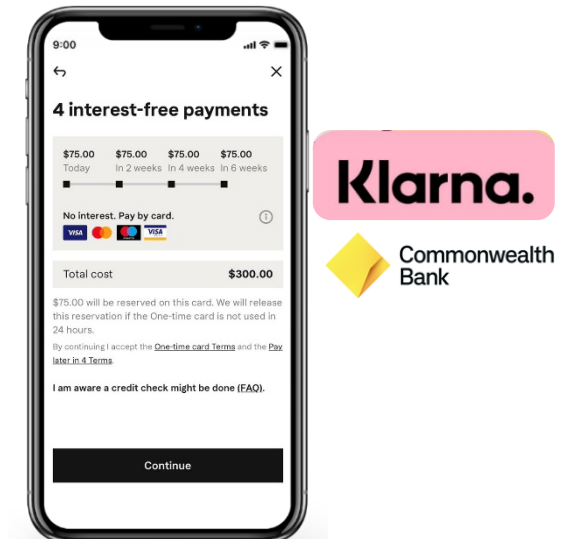 9:00
4 interest-free payments
$75.00 $75.00 $75.00 $75.00
Today In 2 weeks In 4 weeks In 6 weeks
No interest. Pay by card.
VISA VISA
Total cost $300.00
$75.00 will be reserved on this card. We will release
this reservation if the One-time card is not used in
24 hours.
By continuing I accept the One-time card Terms and the Pay
later in 4 Terms.
I am aware a credit check might be done (FAQ).
Continue
Klarna.
Commonwealth
Bank